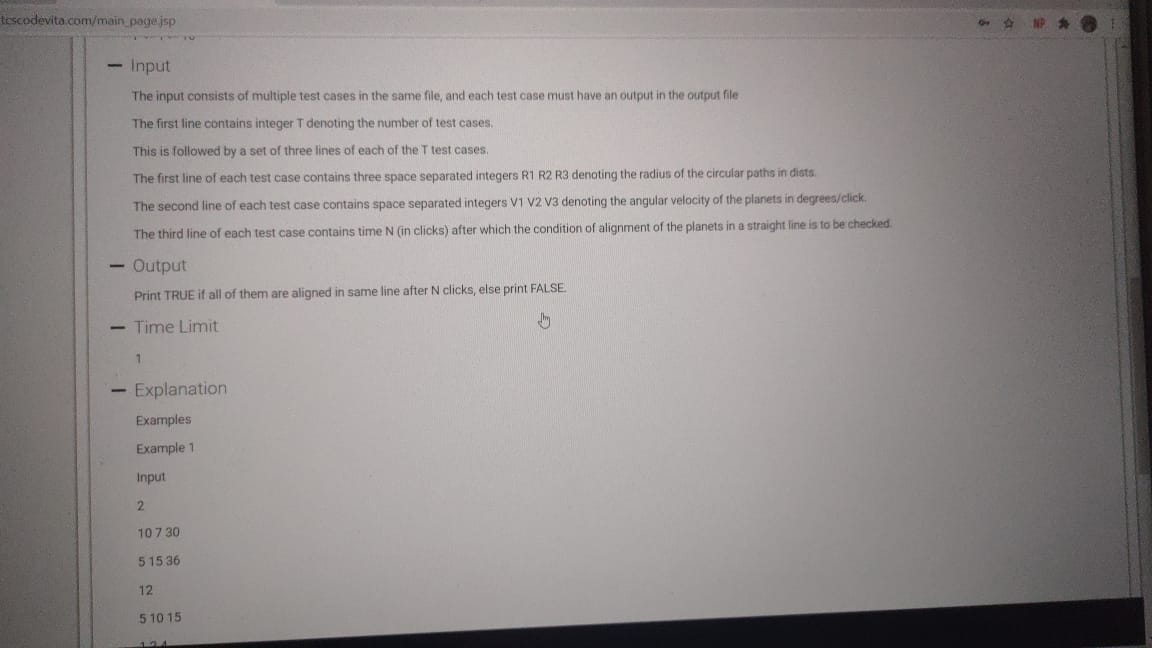 tcscodevita.com/main_page.jsp
NP
— Input
The input consists of multiple test cases in the same file, and each test case must have an output in the output file
The first line contains integer T denoting the number of test cases.
This is followed by a set of three lines of each of the T test cases.
The first line of each test case contains three space separated integers R1 R2 R3 denoting the radius of the circular paths in dists.
The second line of each test case contains space separated integers V1 V2 V3 denoting the angular velocity of the planets in degrees/click.
The third line of each test case contains time N (in clicks) after which the condition of alignment of the planets in a straight line is to be checked.
— Output
Print TRUE if all of them are aligned in same line after N clicks, else print FALSE.
— Time Limit
1
— Explanation
Examples
Example 1
Input
2
10 7 30
5 15 36
12
5 10 15